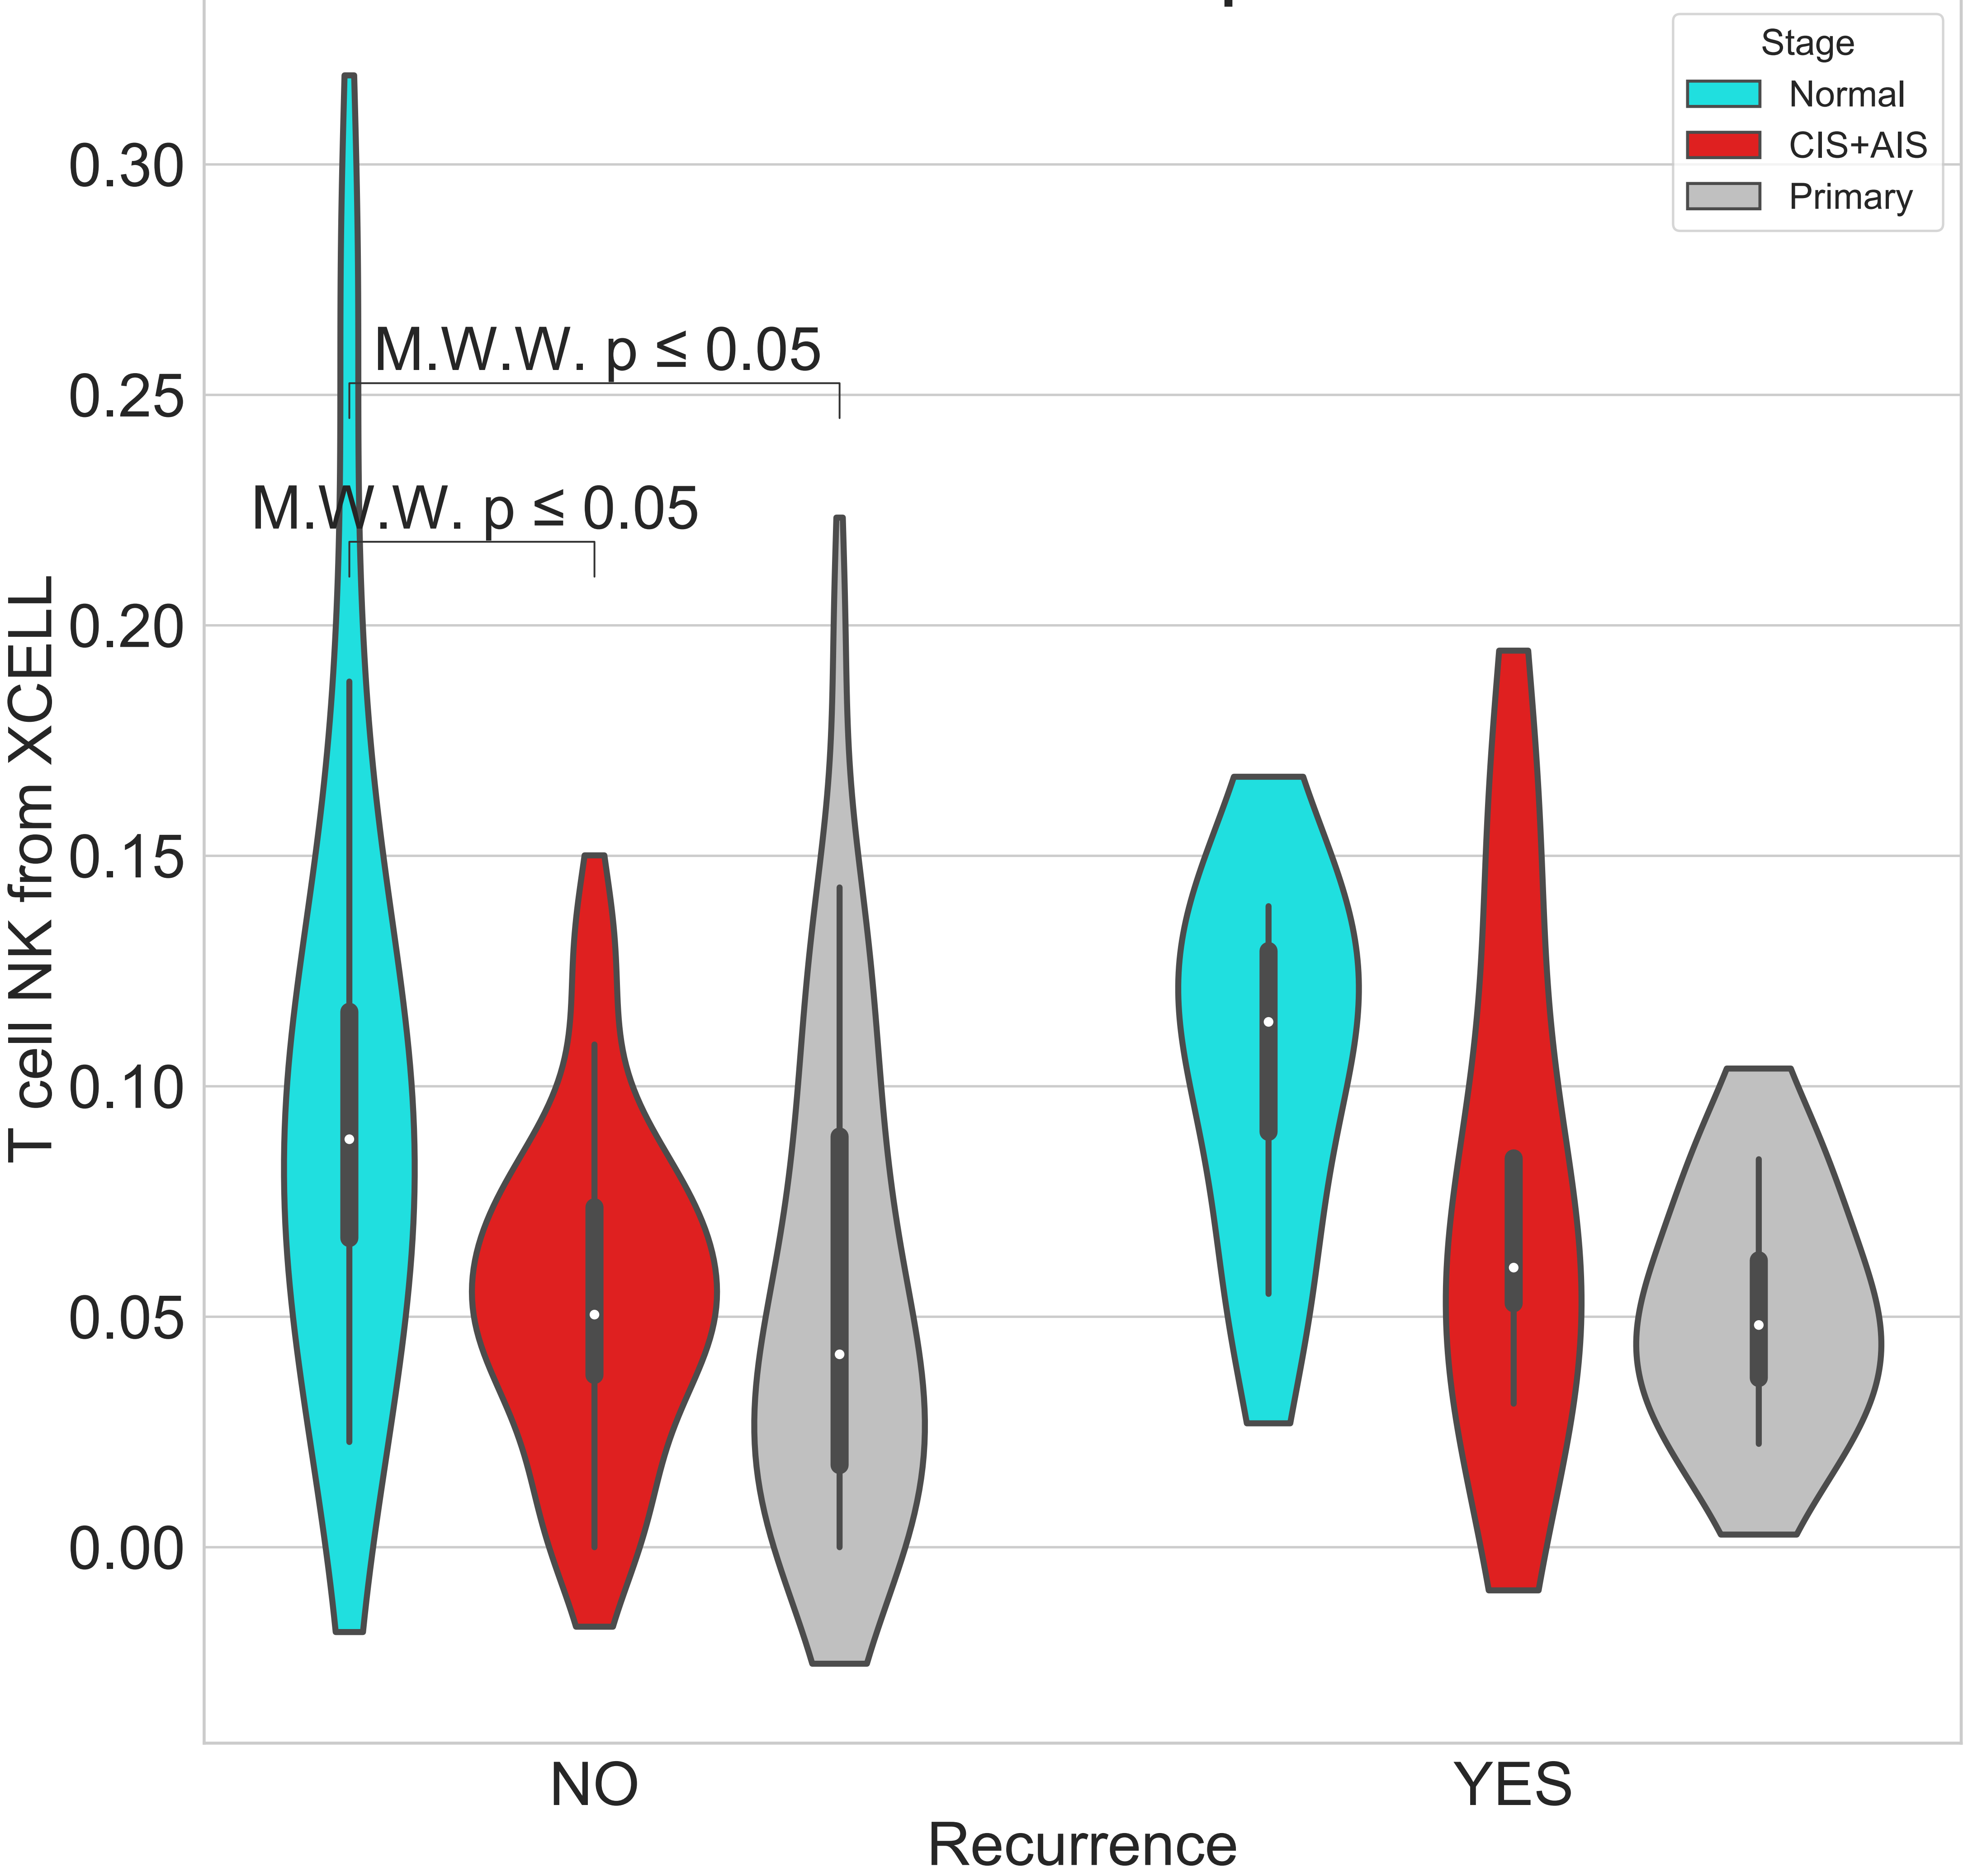 Stage
Normal
CIS+AIS
Primary
0.30
0.25
0.20
0.15
0.10
0.05
0.00
T cell NK from XCELL
M.W.W. p ≤ 0.05
M.W.W. p ≤ 0.05
NO
YES
Recurrence